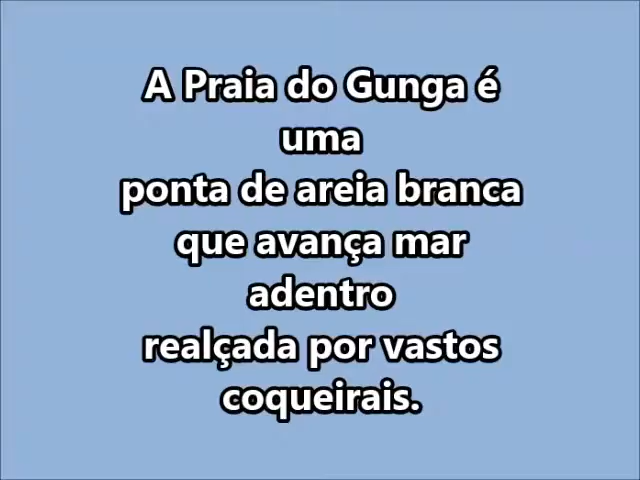 A Praia do Gunga é
uma
ponta de areia branca
que avança mar
adentro
realçada por vastos
coqueirais.